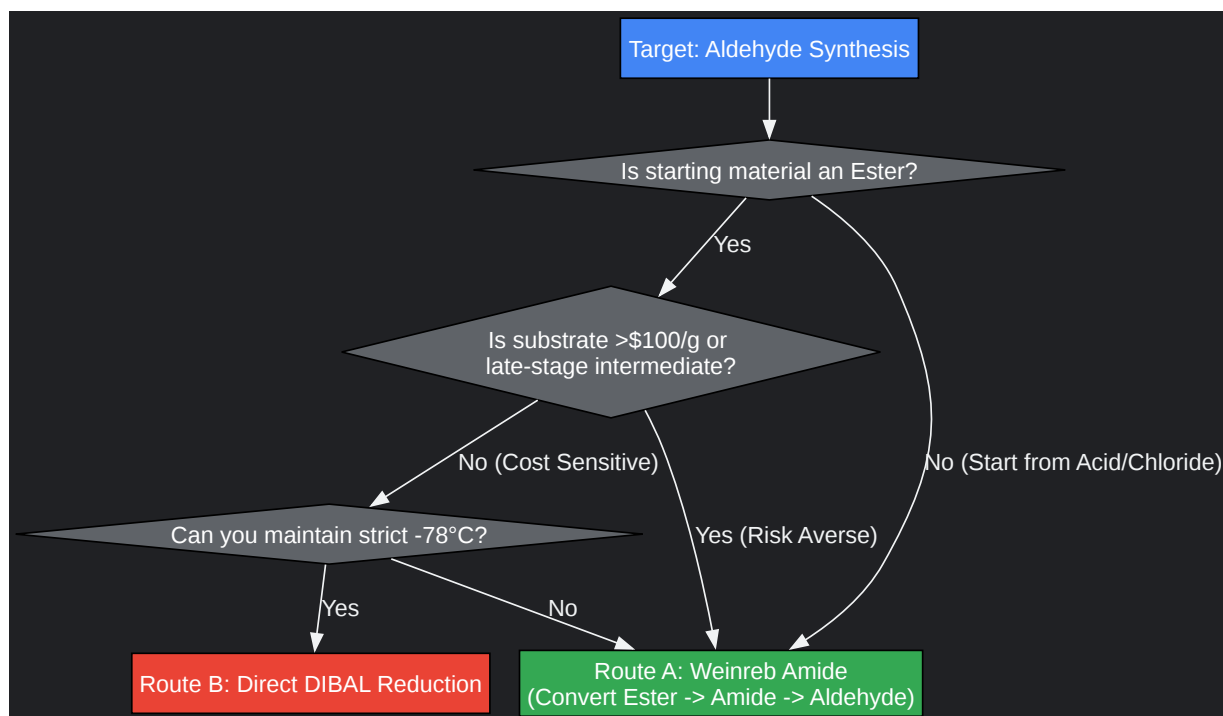 Target: Aldehyde Synthesis
Is starting material an Ester?
Yes
Is substrate >$100/g or
late-stage intermediate?
No (Cost Sensitive)
No (Start from Acid/Chloride)
Can you maintain strict -78°C?
Yes (Risk Averse)
Yes
No
Route B: Direct DIBAL Reduction
Route A: Weinreb Amide
(Convert Ester -> Amide -> Aldehyde)